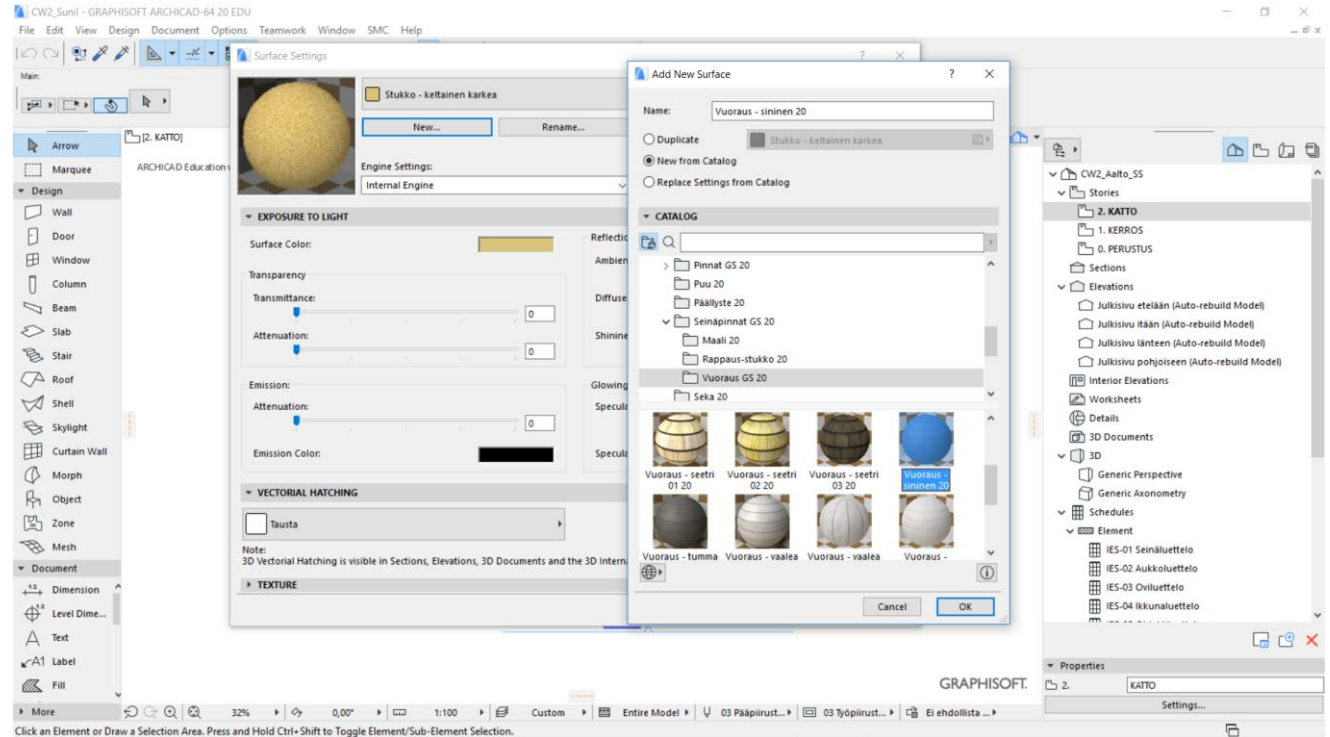 CW2_Sunil - GRAPHISOFT ARCHICAD-64 20 EDU
File Edit View Design Document Options Teamwork Window SMC Help
Main:
Arrow
Marquee
Design
Wall
Door
Window
Column
Beam
Slab
Stair
Roof
Shell
Skylight
Curtain Wall
Morph
Object
Zone
Mesh
Document
Dimension
Level Dime...
Text
A1 Label
Fill
More
[2. KATTO]
ARCHICAD Education
Surface Settings
Stukko - keltainen karkea
New...
Rename...
Engine Settings:
Internal Engine
EXPOSURE TO LIGHT
Surface Color:
Transparency
Transmittance:
0
Attenuation:
0
Emission:
Attenuation:
0
Emission Color:
Reflectio
Ambien
Diffuse
Shinine
Glowing
Specula
Specula
VECTORIAL HATCHING
Tausta
Note:
3D Vectorial Hatching is visible in Sections, Elevations, 3D Documents and the 3D Intern
TEXTURE
Add New Surface
Name: Vuoraus - sininen 20
Duplicate Stukko - keltainen karkea
New from Catalog
Replace Settings from Catalog
CATALOG
Pinnat GS 20
Puu 20
Päällyste 20
Seinäpinnat GS 20
Maali 20
Rappaus-stukko 20
Vuoraus GS 20
Seka 20
Vuoraus - seetri 01 20
Vuoraus - seetri 02 20
Vuoraus - seetri 03 20
Vuoraus - sininen 20
Vuoraus - tumma
Vuoraus - vaalea
Vuoraus - vaalea
Vuoraus -
Cancel
OK
CW2_Aalto_SS
Stories
2. KATTO
1. KERROS
0. PERUSTUS
Sections
Elevations
Julkisivu etelään (Auto-rebuild Model)
Julkisivu itään (Auto-rebuild Model)
Julkisivu länteen (Auto-rebuild Model)
Julkisivu pohjoiseen (Auto-rebuild Model)
Interior Elevations
Worksheets
Details
3D Documents
3D
Generic Perspective
Generic Axonometry
Schedules
Element
IES-01 Seinäluettelo
IES-02 Aukkoluettelo
IES-03 Oviluettelo
IES-04 Ikkunaluettelo
Properties
2. KATTO
Settings...
GRAPHISOFT.
32% 0,00° 1:100 Custom Entire Model 03 Pääpiirust... 03 Työpiirust... Ei ehdollista ...
Click an Element or Draw a Selection Area. Press and Hold Ctrl+Shift to Toggle Element/Sub-Element Selection.